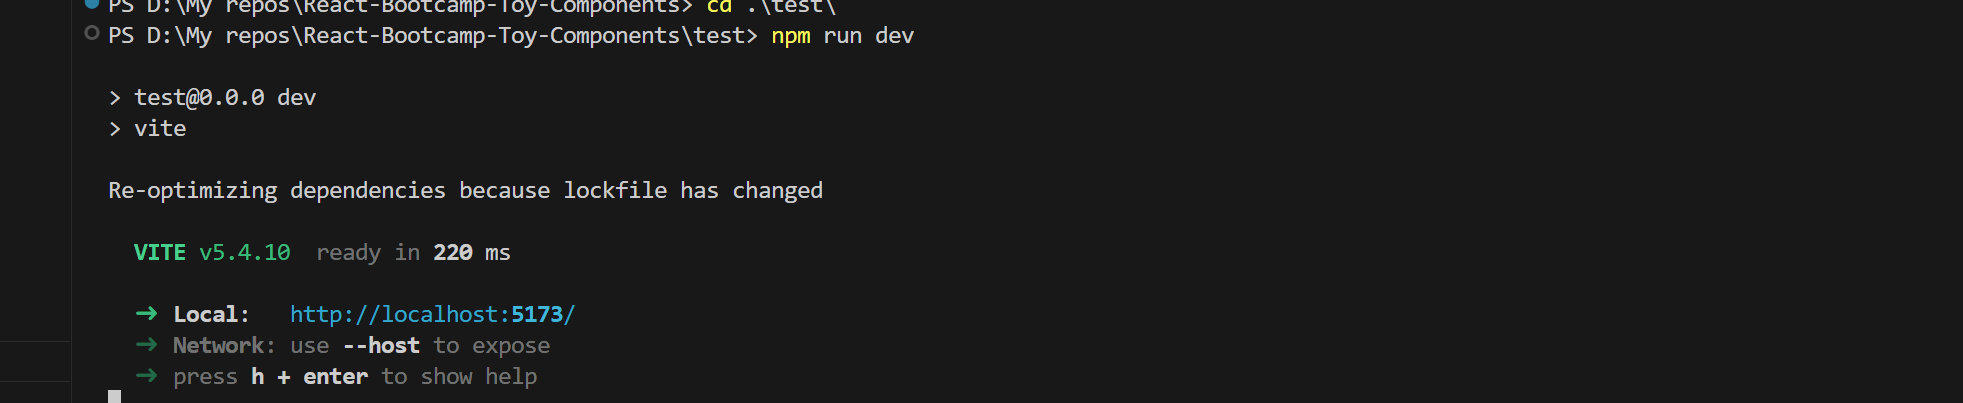 PS D:\My repos\React-Bootcamp-Toy-Components> cd .\test\
PS D:\My repos\React-Bootcamp-Toy-Components\test> npm run dev
> test@0.0.0 dev
> vite
Re-optimizing dependencies because lockfile has changed
VITE v5.4.10  ready in 220 ms
➜ Local:   http://localhost:5173/
➜ Network: use --host to expose
➜ press h + enter to show help